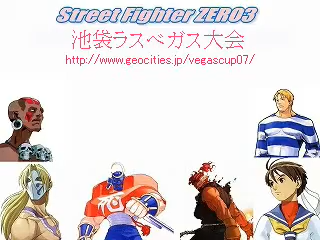 Street Fighter ZERO3
池袋ラスベガス大会
http://www.geocities.jp/vegascup07/